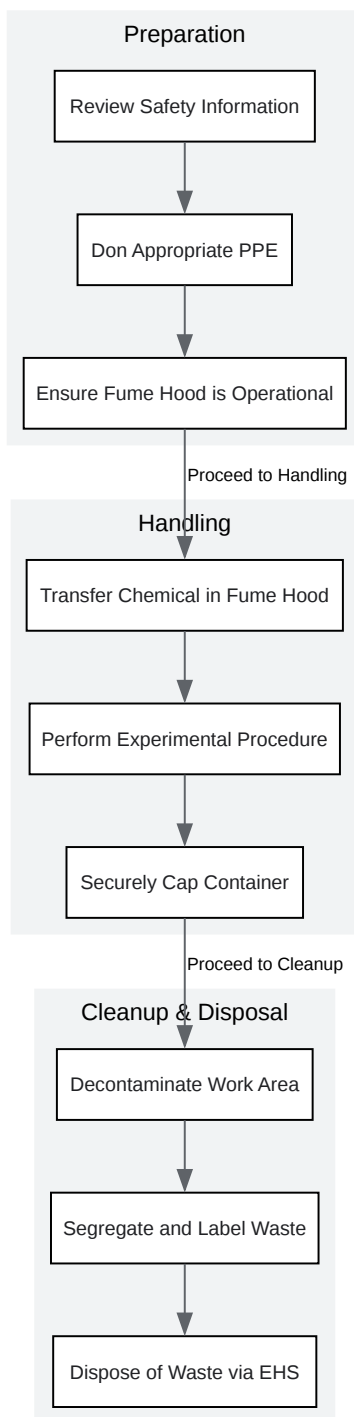 Preparation
Review Safety Information
Don Appropriate PPE
Ensure Fume Hood is Operational
Proceed to Handling
Handling
Transfer Chemical in Fume Hood
Perform Experimental Procedure
Securely Cap Container
Proceed to Cleanup
Cleanup & Disposal
Decontaminate Work Area
Segregate and Label Waste
Dispose of Waste via EHS